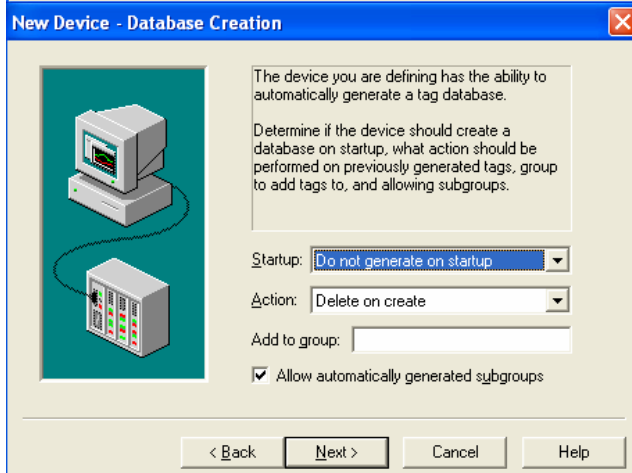 New Device - Database Creation
The device you are defining has the ability to
automatically generate a tag database.
Determine if the device should create a
database on startup, what action should be
performed on previously generated tags, group
to add tags to, and allowing subgroups.
Startup: Do not generate on startup
Action: Delete on create
Add to group:
Allow automatically generated subgroups
< Back Next > Cancel Help